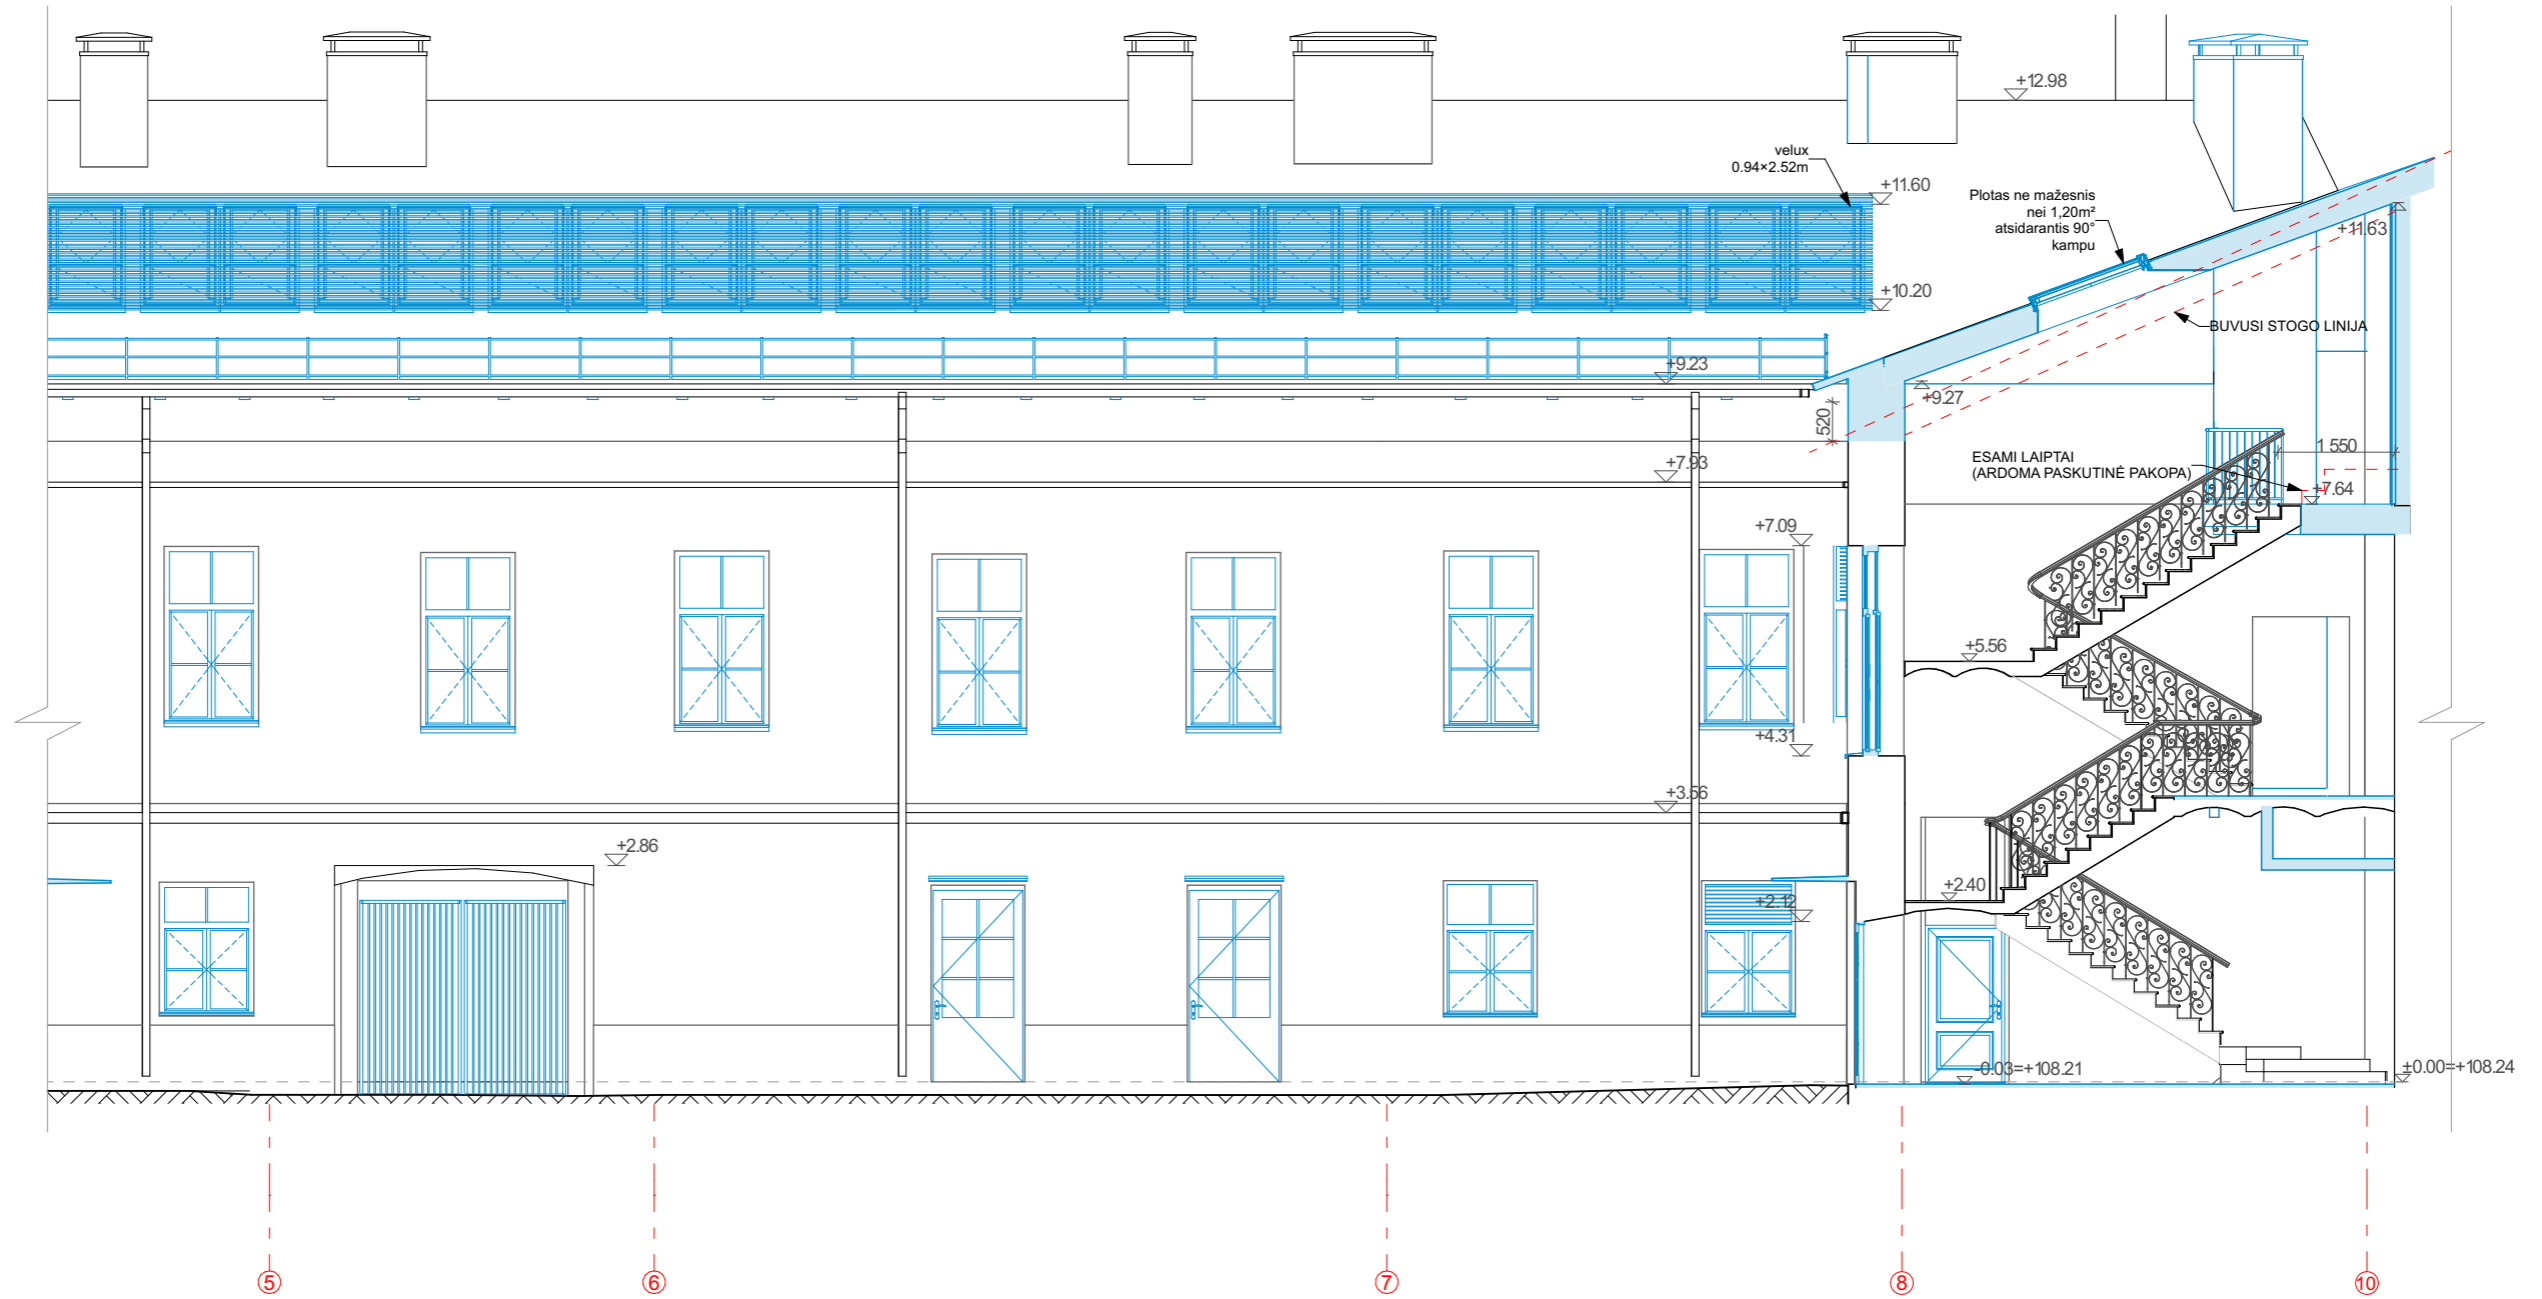 +12.98
velux
0.94×2.52m
+11.60
Plotas ne mažesnis
nei 1,20m²
atsidarantis 90°
kampu
+11.63
+10.20
BUVUSI STOGO LINIJA
+9.23
+9.27
520
1 550
ESAMI LAIPTAI
(ARDOMA PASKUTINĖ PAKOPA)
+7.93
+7.64
+7.09
+5.56
+4.31
+3.56
+2.86
+2.40
+2.12
-0.03=+108.21
±0.00=+108.24
5
6
7
8
10